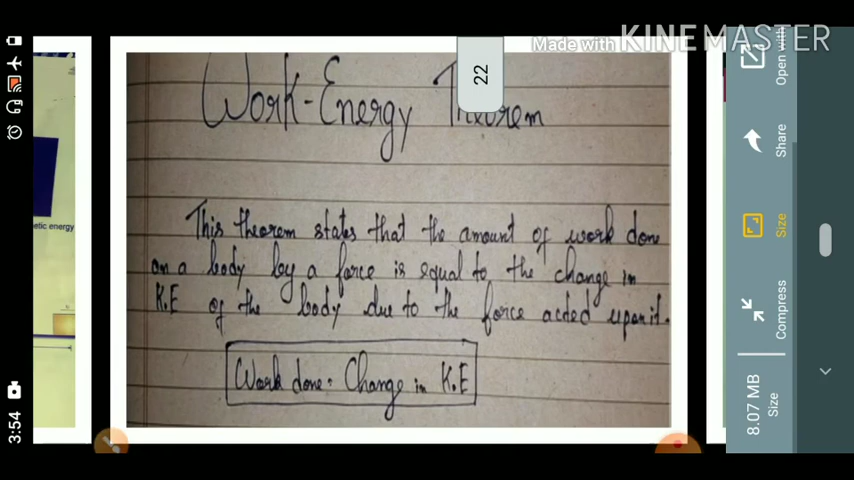 Made with KINEMASTER
22
Work-Energy Theorem
This theorem states that the amount of work done
on a body by a force is equal to the change in
K.E of the body due to the force acted upon it.
Work done = Change in K.E
etic energy
3:54
Open with
Share
Size
Compress
8.07 MB
Size